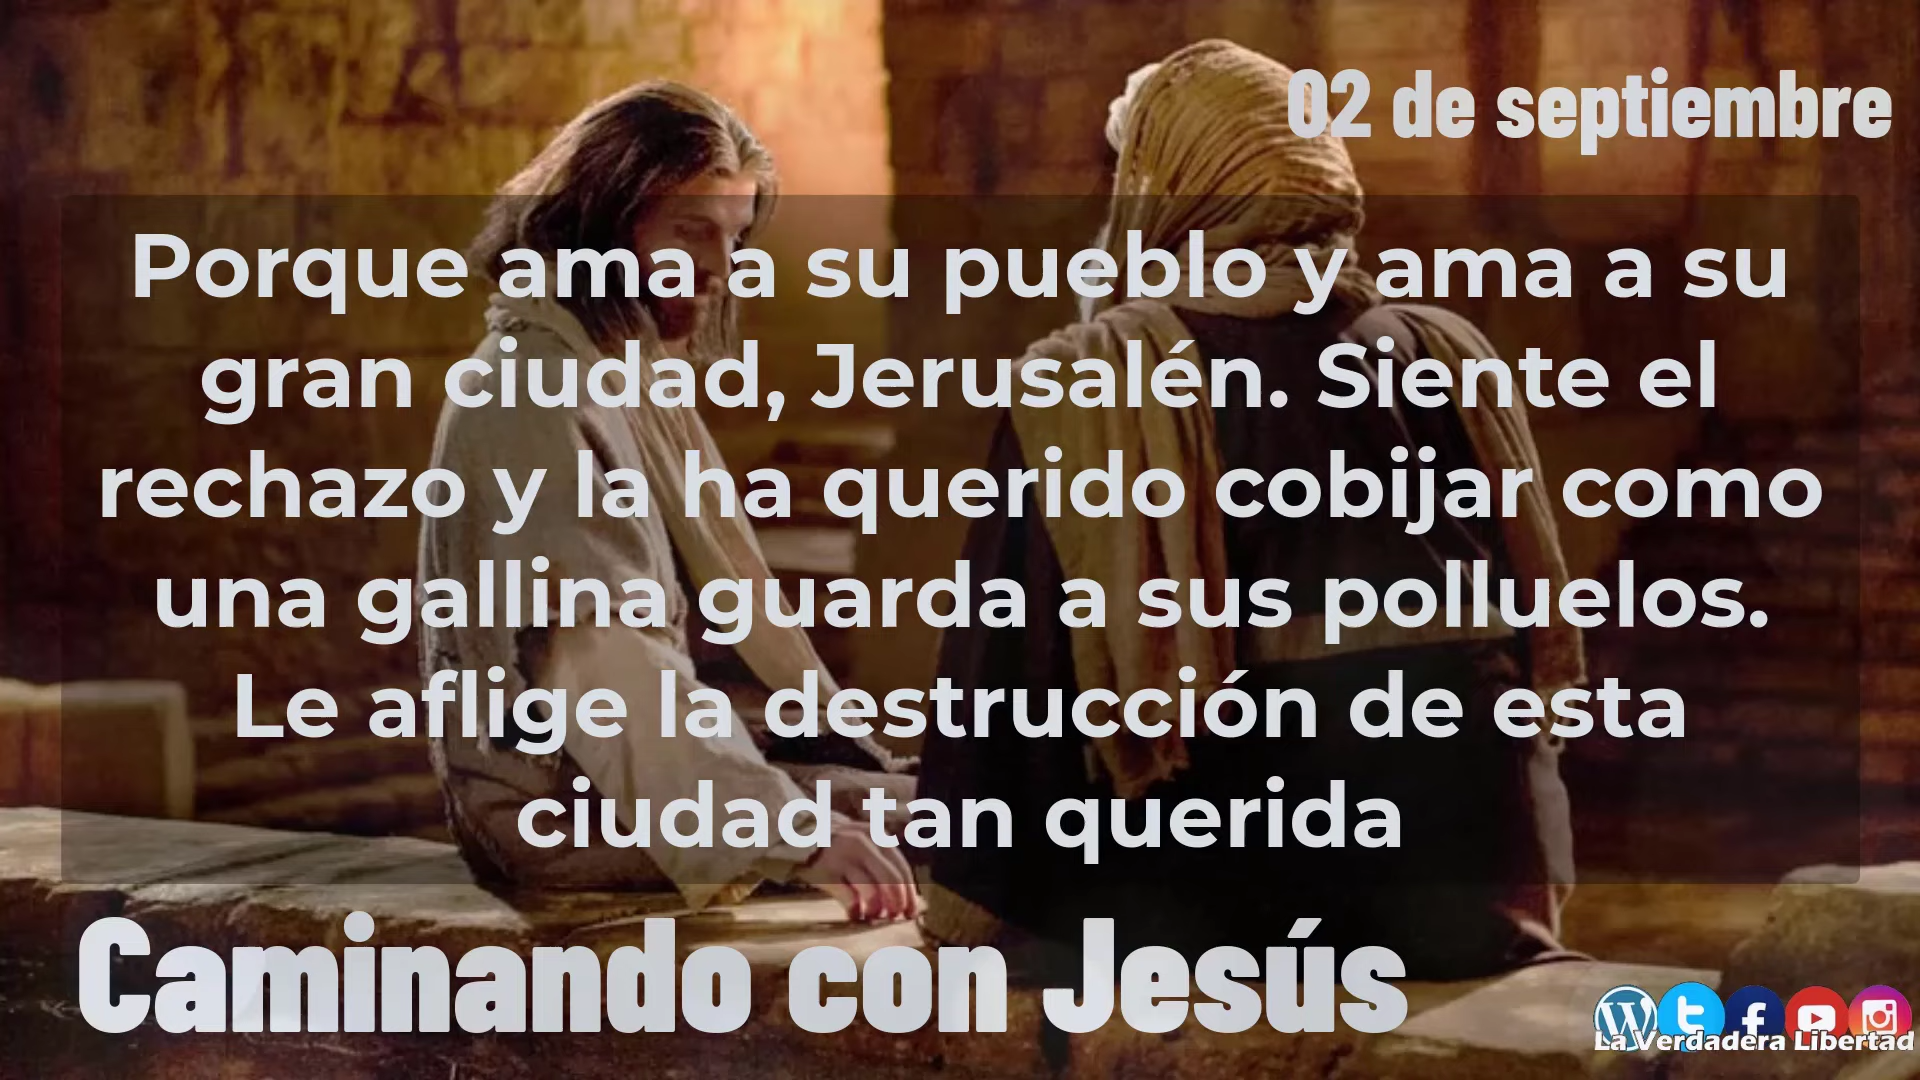 02 de septiembre
Porque ama a su pueblo y ama a su
gran ciudad, Jerusalén. Siente el
rechazo y la ha querido cobijar como
una gallina guarda a sus polluelos.
Le aflige la destrucción de esta
ciudad tan querida
Caminando con Jesús
La Verdadera Libertad